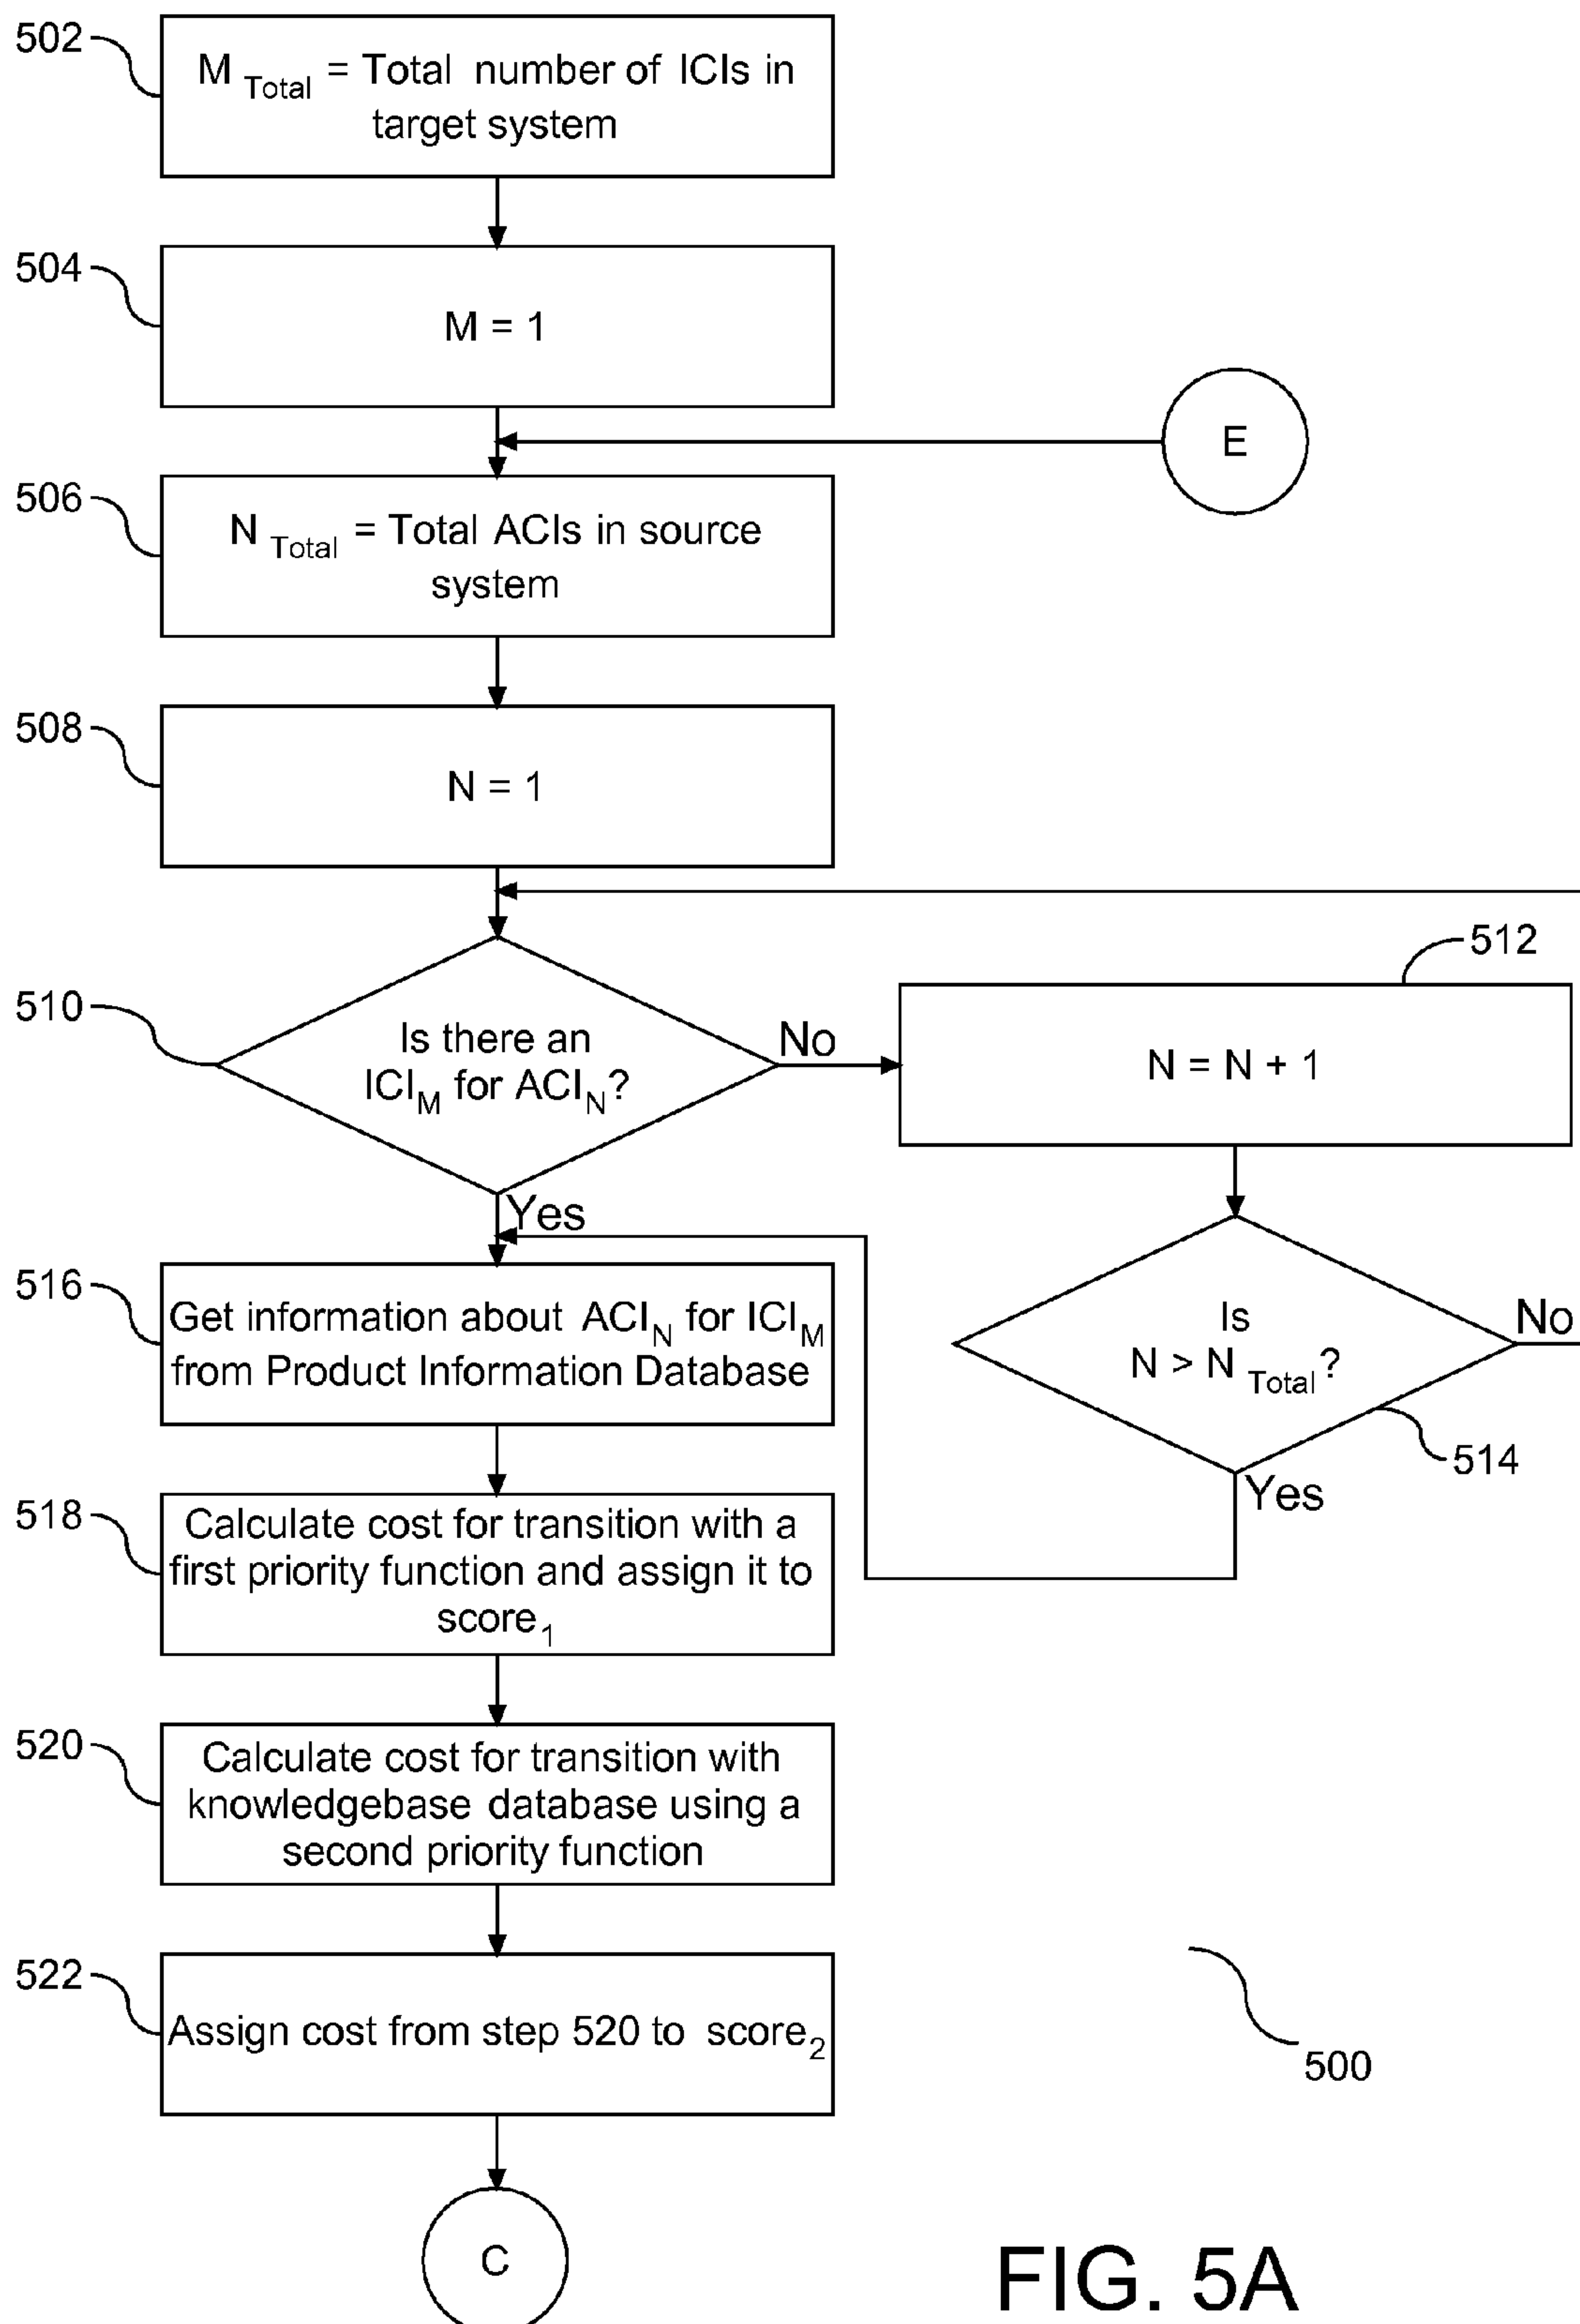 502
M Total = Total number of ICIs in
target system
504
M = 1
E
506
N Total = Total ACIs in source
system
508
N = 1
510
Is there an
ICIM for ACIN?
No
Yes
512
N = N + 1
Is
N > N Total ?
No
514
Yes
516
Get information about ACIN for ICIM
from Product Information Database
518
Calculate cost for transition with a
first priority function and assign it to
score1
520
Calculate cost for transition with
knowledgebase database using a
second priority function
522
Assign cost from step 520 to score2
500
C
FIG. 5A